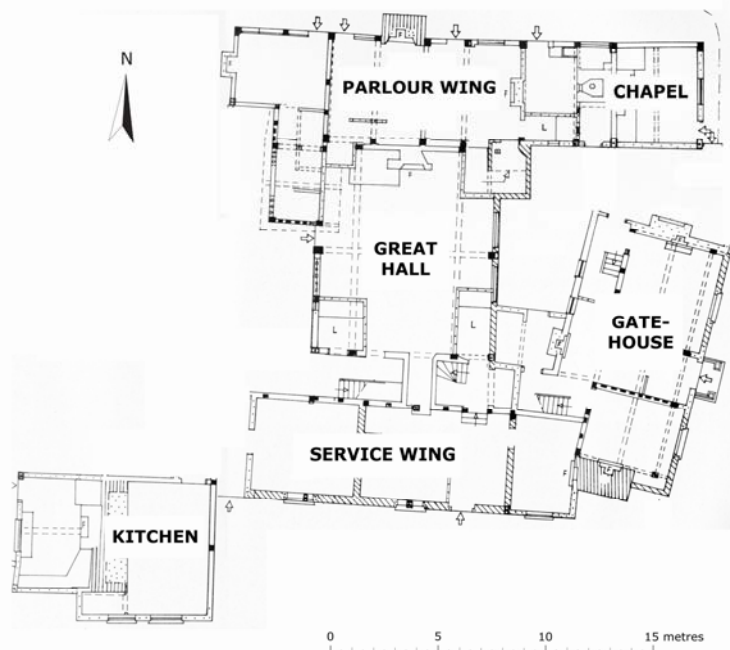 N
PARLOUR WING
CHAPEL
F
L
F
GREAT
HALL
GATE-
HOUSE
L
L
SERVICE WING
F
KITCHEN
0 5 10 15 metres